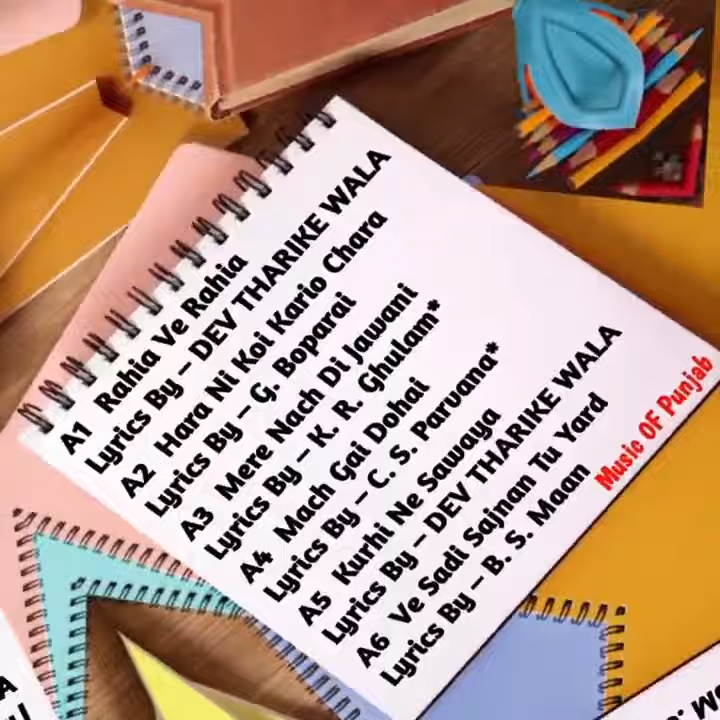 A1 Rahia Ve Rahia
Lyrics By – DEV THARIKE WALA
A2 Hara Ni Koi Kario Chara
Lyrics By – G. Boparai
A3 Mere Nach Di Jawani
Lyrics By – K. R. Ghulam*
A4 Mach Gai Dohai
Lyrics By – C. S. Parvana*
A5 Kurhi Ne Sawaya
Lyrics By – DEV THARIKE WALA
A6 Ve Sadi Sajnan Tu Yard
Lyrics By – B. S. Maan
Music OF Punjab